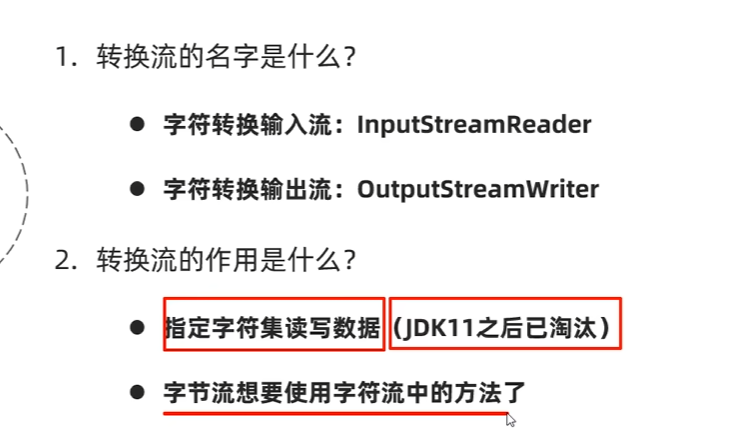 1. 转换流的名字是什么?
● 字符转换输入流:InputStreamReader
● 字符转换输出流:OutputStreamWriter
2. 转换流的作用是什么?
● 指定字符集读写数据(JDK11之后已淘汰)
● 字节流想要使用字符流中的方法了